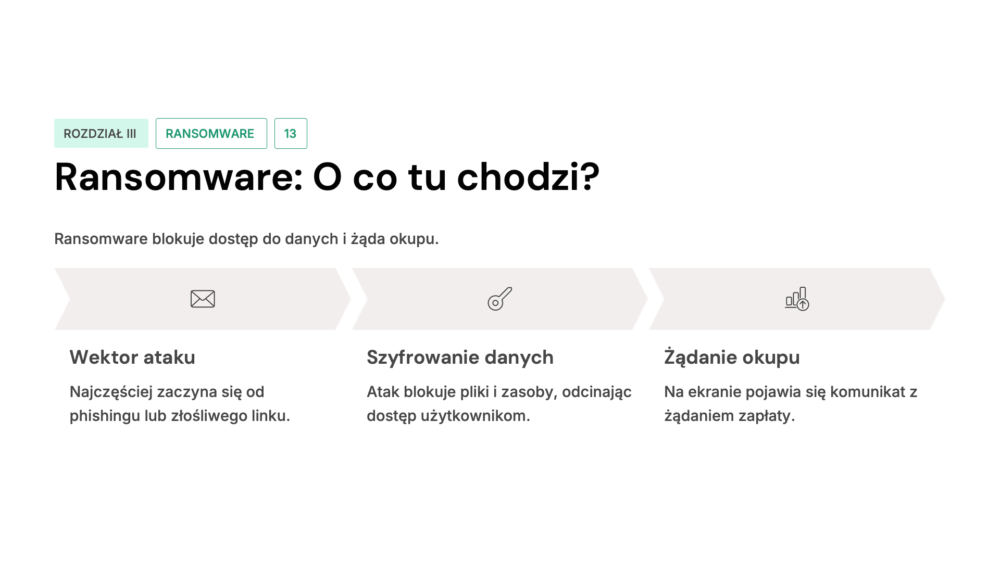 ROZDZIAŁ III
RANSOMWARE
13
Ransomware: O co tu chodzi?
Ransomware blokuje dostęp do danych i żąda okupu.
Wektor ataku
Najczęściej zaczyna się od
phishingu lub złośliwego linku.
Szyfrowanie danych
Atak blokuje pliki i zasoby, odcinając
dostęp użytkownikom.
Żądanie okupu
Na ekranie pojawia się komunikat z
żądaniem zapłaty.